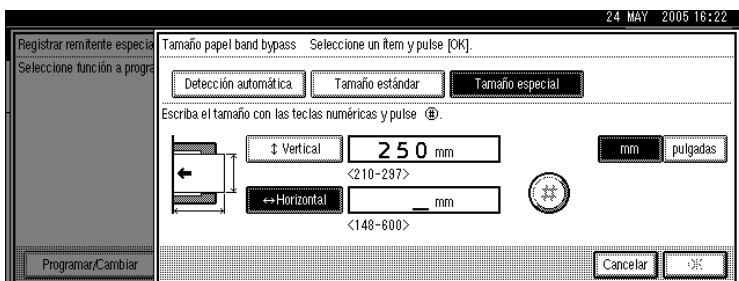 24 MAY 2005 16:22
Registrar remitente especia
Seleccione función a progra
Tamaño papel band bypass Seleccione un ítem y pulse [OK].
Detección automática Tamaño estándar Tamaño especial
Escriba el tamaño con las teclas numéricas y pulse #.
↕ Vertical 250 mm
<210-297>
↔Horizontal _ mm
<148-600>
#
mm pulgadas
Programar/Cambiar
Cancelar OK